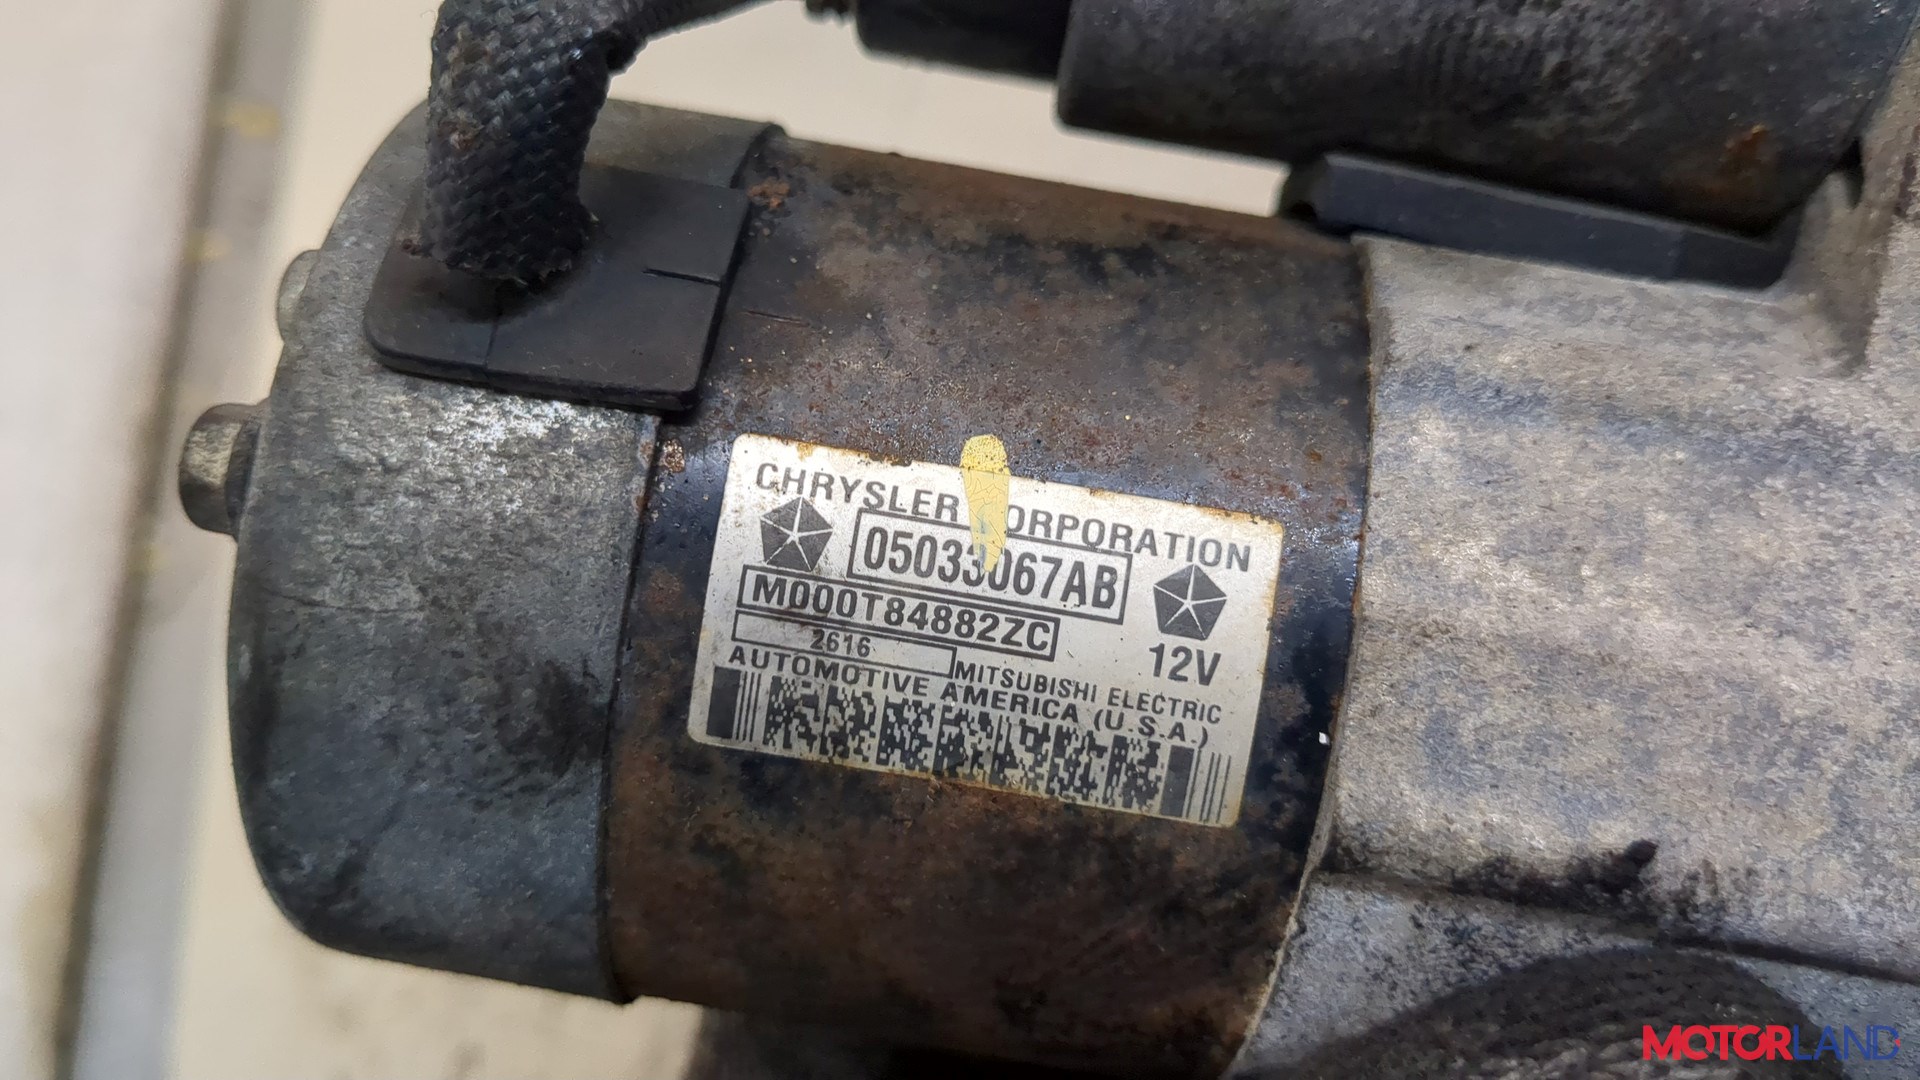 CHRYSLER CORPORATION
05033067AB
M000T84882ZC
12V
2616
MITSUBISHI ELECTRIC
AUTOMOTIVE AMERICA (U.S.A.)
MOTORLAND